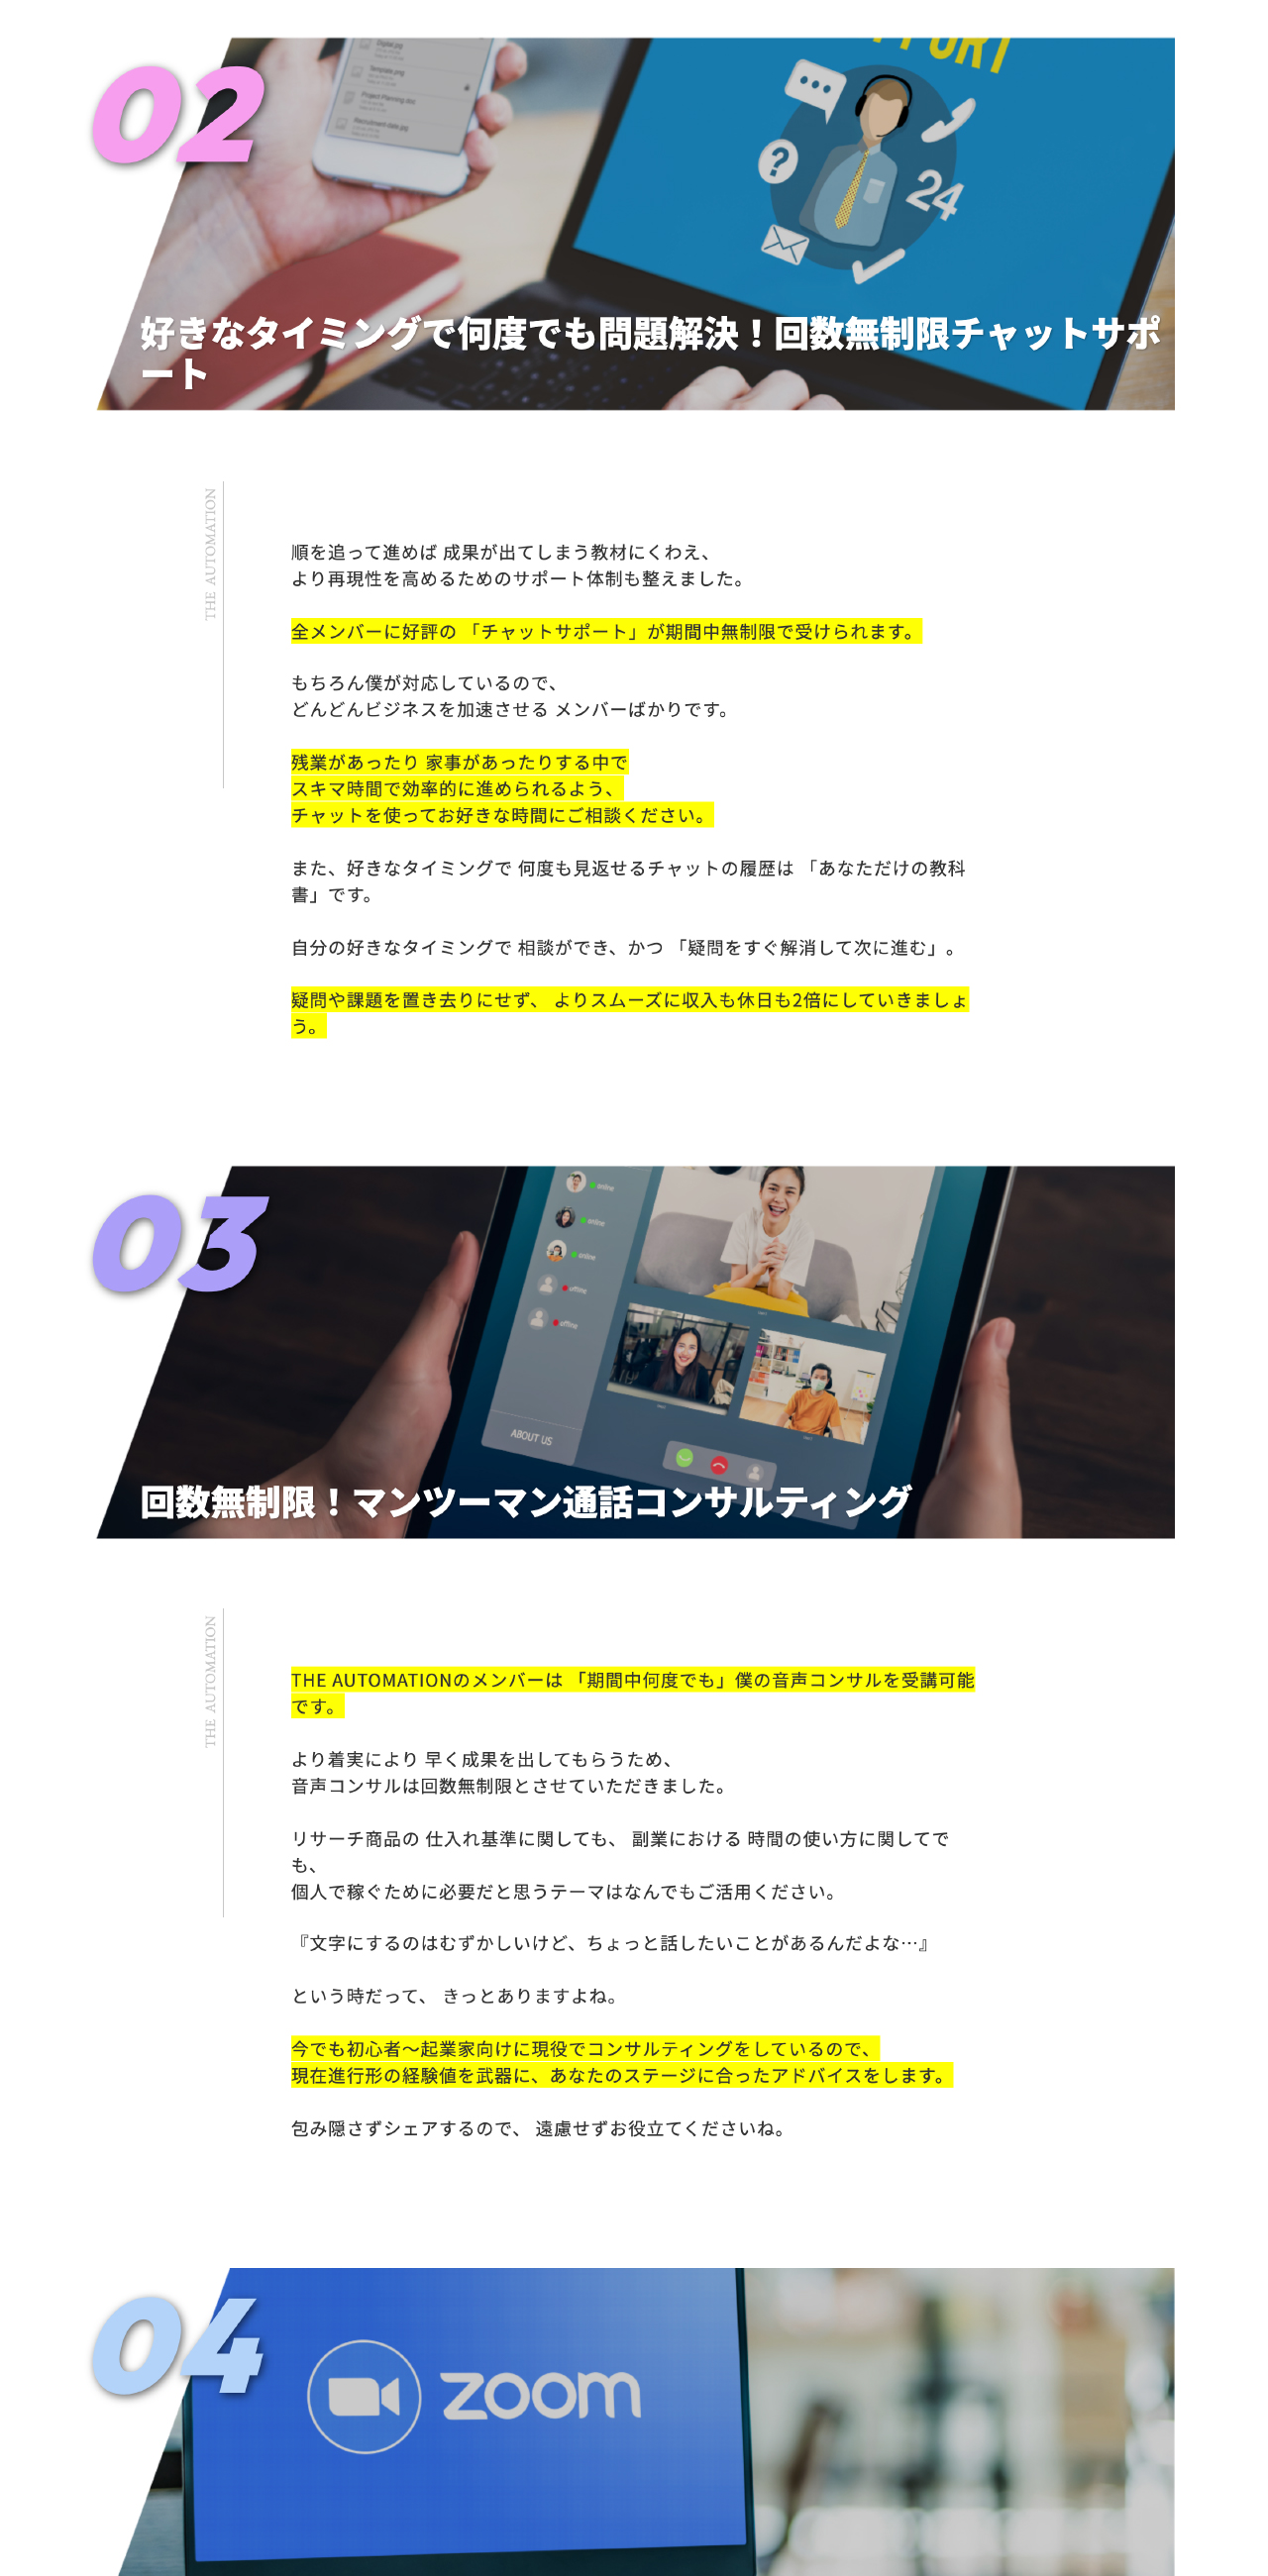 02
Digital.jpg
Template.png
Project-Planning.doc
Recruitment-data.jpg
24
?
好きなタイミングで何度でも問題解決！回数無制限チャットサポ
ート
THE AUTOMATION
順を追って進めば 成果が出てしまう教材にくわえ、
より再現性を高めるためのサポート体制も整えました。
全メンバーに好評の 「チャットサポート」が期間中無制限で受けられます。
もちろん僕が対応しているので、
どんどんビジネスを加速させる メンバーばかりです。
残業があったり 家事があったりする中で
スキマ時間で効率的に進められるよう、
チャットを使ってお好きな時間にご相談ください。
また、好きなタイミングで 何度も見返せるチャットの履歴は 「あなただけの教科
書」です。
自分の好きなタイミングで 相談ができ、かつ 「疑問をすぐ解消して次に進む」。
疑問や課題を置き去りにせず、 よりスムーズに収入も休日も2倍にしていきましょ
う。
03
online
online
online
offline
offline
ABOUT US
回数無制限！マンツーマン通話コンサルティング
THE AUTOMATION
THE AUTOMATIONのメンバーは 「期間中何度でも」僕の音声コンサルを受講可能
です。
より着実により 早く成果を出してもらうため、
音声コンサルは回数無制限とさせていただきました。
リサーチ商品の 仕入れ基準に関しても、 副業における 時間の使い方に関してで
も、
個人で稼ぐために必要だと思うテーマはなんでもご活用ください。
『文字にするのはむずかしいけど、ちょっと話したいことがあるんだよな…』
という時だって、 きっとありますよね。
今でも初心者〜起業家向けに現役でコンサルティングをしているので、
現在進行形の経験値を武器に、あなたのステージに合ったアドバイスをします。
包み隠さずシェアするので、 遠慮せずお役立てくださいね。
04
zoom